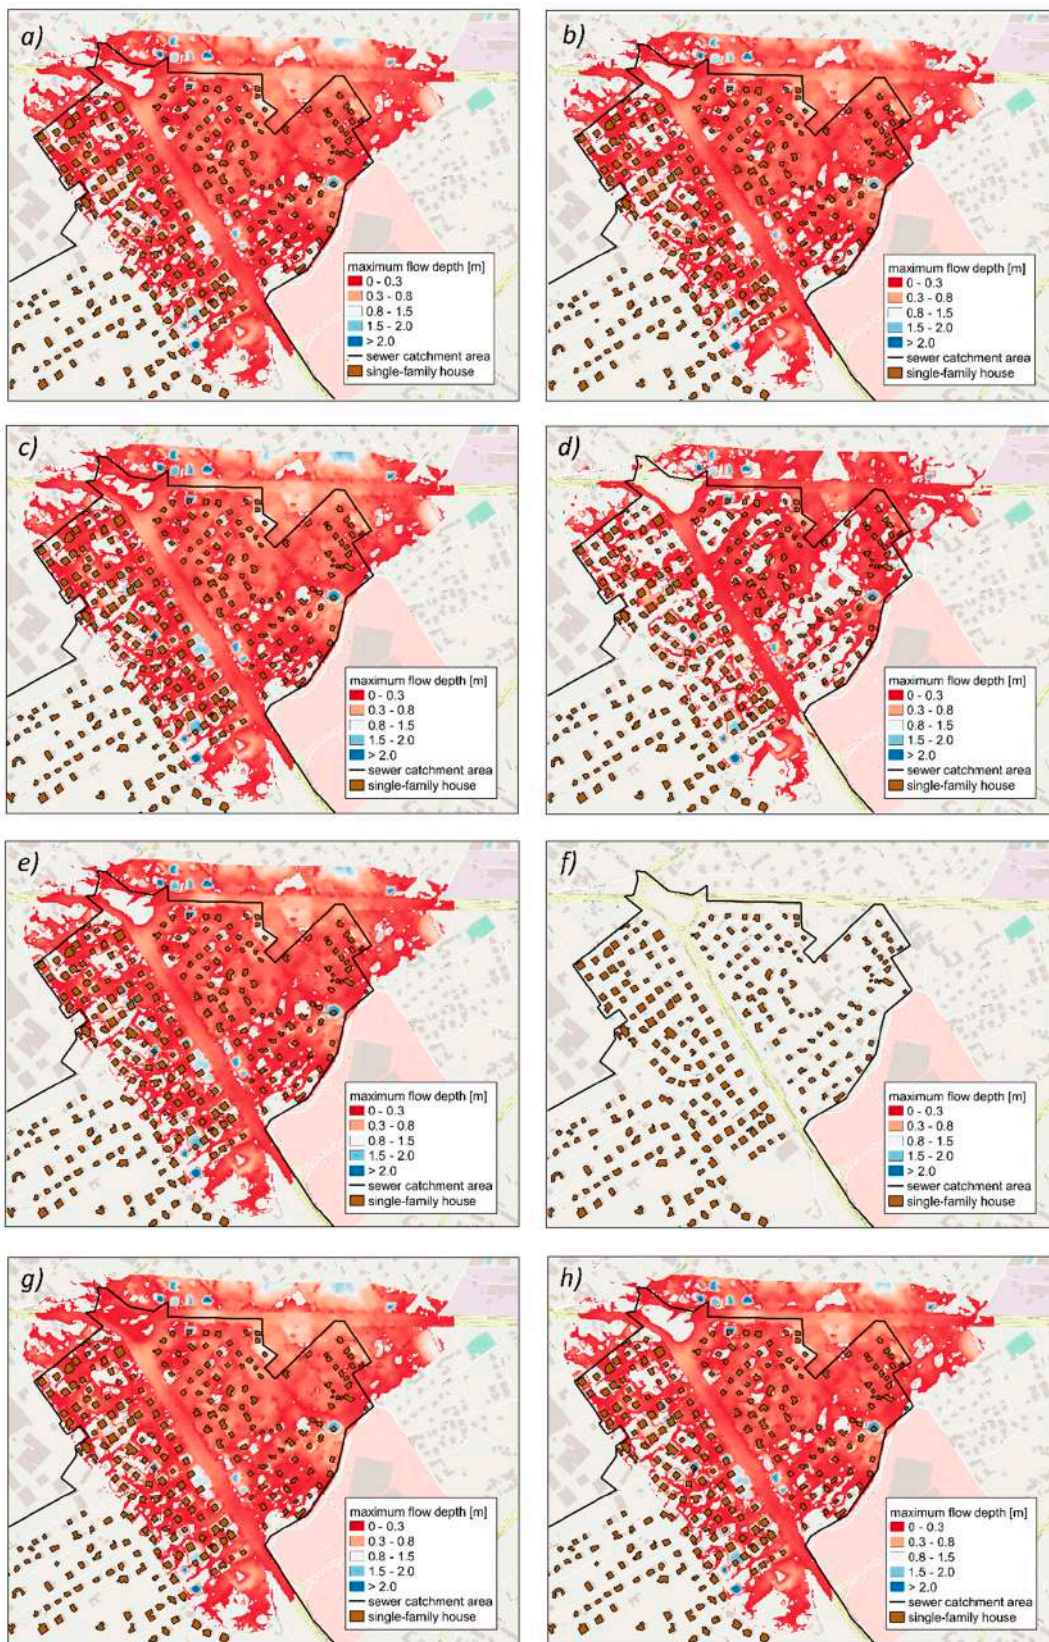 a)
maximum flow depth [m]
0 - 0.3
0.3 - 0.8
0.8 - 1.5
1.5 - 2.0
> 2.0
sewer catchment area
single-family house
b)
maximum flow depth [m]
0 - 0.3
0.3 - 0.8
0.8 - 1.5
1.5 - 2.0
> 2.0
sewer catchment area
single-family house
c)
maximum flow depth [m]
0 - 0.3
0.3 - 0.8
0.8 - 1.5
1.5 - 2.0
> 2.0
sewer catchment area
single-family house
d)
maximum flow depth [m]
0 - 0.3
0.3 - 0.8
0.8 - 1.5
1.5 - 2.0
> 2.0
sewer catchment area
single-family house
e)
maximum flow depth [m]
0 - 0.3
0.3 - 0.8
0.8 - 1.5
1.5 - 2.0
> 2.0
sewer catchment area
single-family house
f)
maximum flow depth [m]
0 - 0.3
0.3 - 0.8
0.8 - 1.5
1.5 - 2.0
> 2.0
sewer catchment area
single-family house
g)
maximum flow depth [m]
0 - 0.3
0.3 - 0.8
0.8 - 1.5
1.5 - 2.0
> 2.0
sewer catchment area
single-family house
h)
maximum flow depth [m]
0 - 0.3
0.3 - 0.8
0.8 - 1.5
1.5 - 2.0
> 2.0
sewer catchment area
single-family house